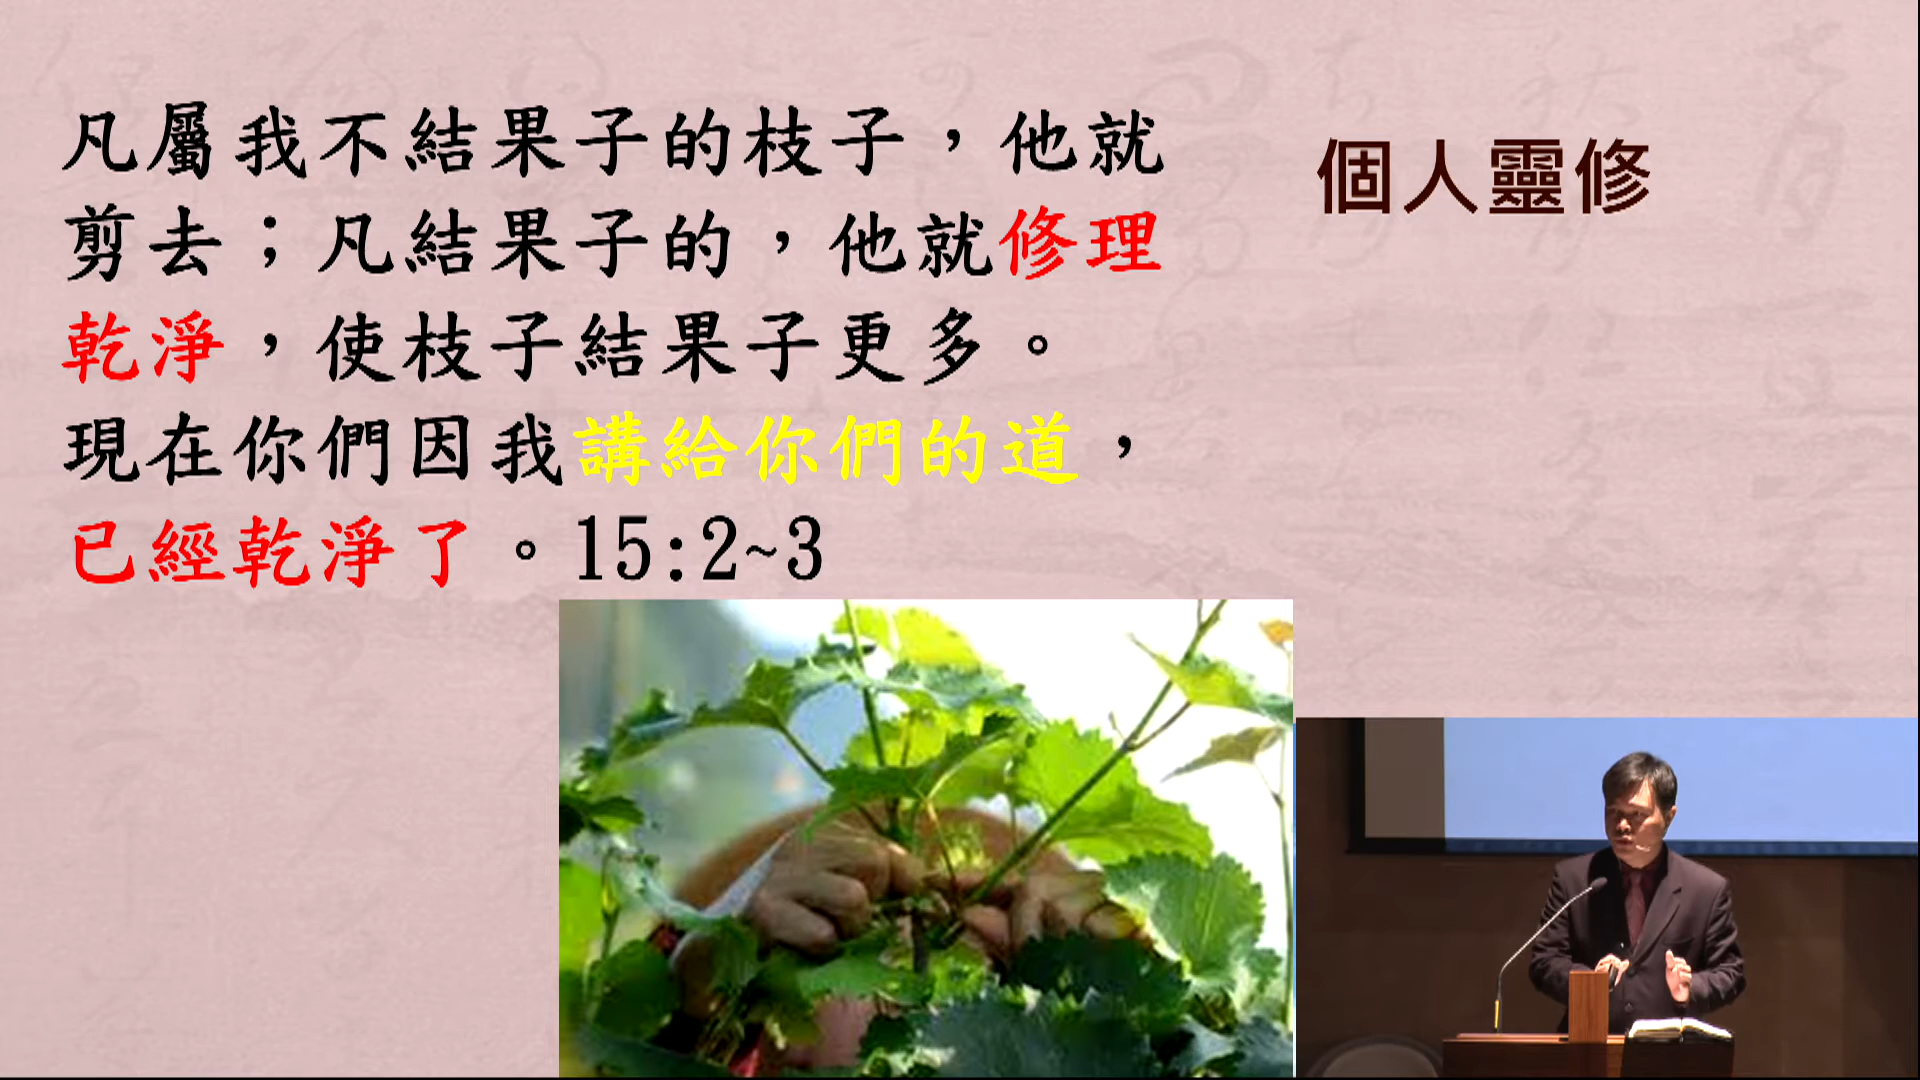 凡屬我不結果子的枝子，他就
剪去；凡結果子的，他就修理
乾淨，使枝子結果子更多。
現在你們因我講給你們的道，
已經乾淨了。15:2~3
個人靈修